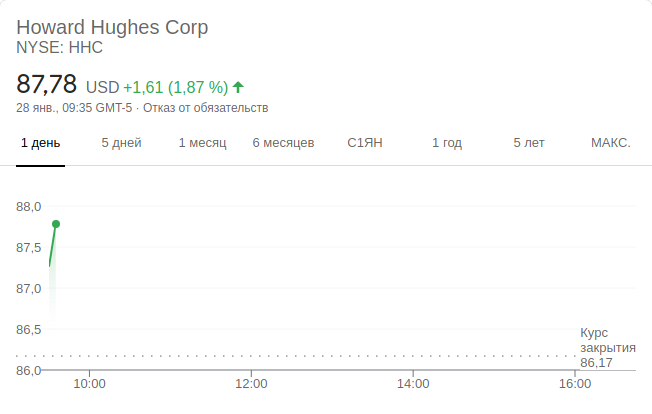 Howard Hughes Corp
NYSE: HHC
87,78 USD +1,61 (1,87 %)
28 янв., 09:35 GMT-5 · Отказ от обязательств
1 день 5 дней 1 месяц 6 месяцев С1ЯН 1 год 5 лет МАКС.
88,0
87,5
87,0
86,5
Курс
закрытия
86,17
86,0
10:00 12:00 14:00 16:00